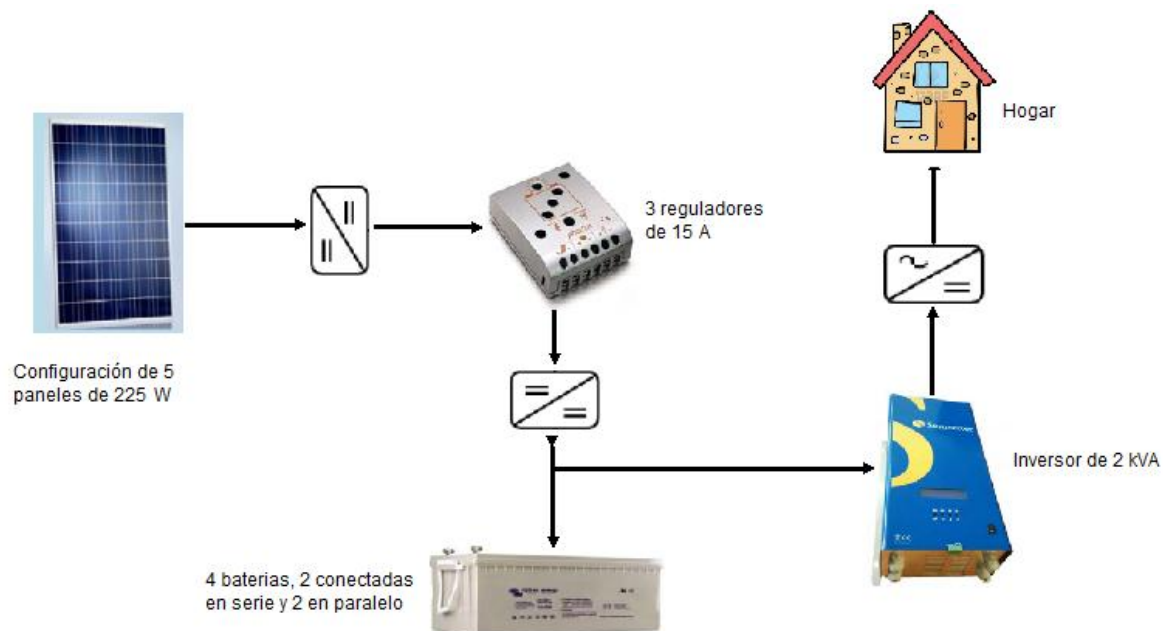 Hogar
3 reguladores
de 15 A
Configuración de 5
paneles de 225 W
Inversor de 2 kVA
4 baterias, 2 conectadas
en serie y 2 en paralelo